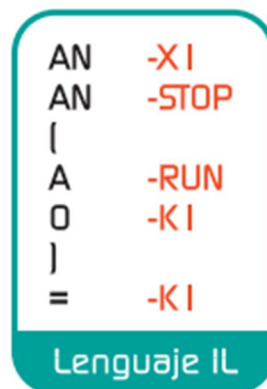 AN -X1
AN -STOP
(
A -RUN
O -K1
)
= -K1
Lenguaje IL